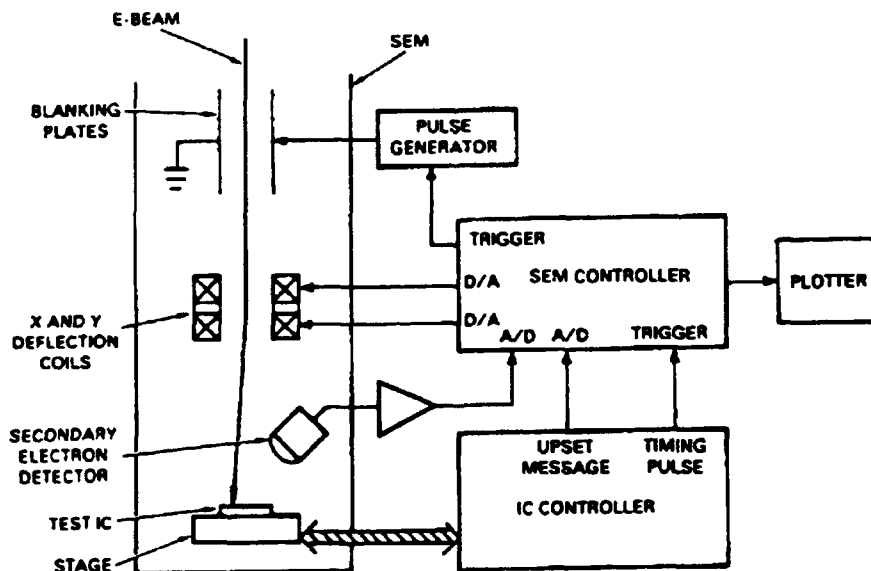 E-BEAM
SEM
BLANKING
PLATES
PULSE
GENERATOR
TRIGGER
SEM CONTROLLER
PLOTTER
D/A
D/A
A/D A/D TRIGGER
X AND Y
DEFLECTION
COILS
SECONDARY
ELECTRON
DETECTOR
UPSET
MESSAGE
TIMING
PULSE
IC CONTROLLER
TEST IC
STAGE